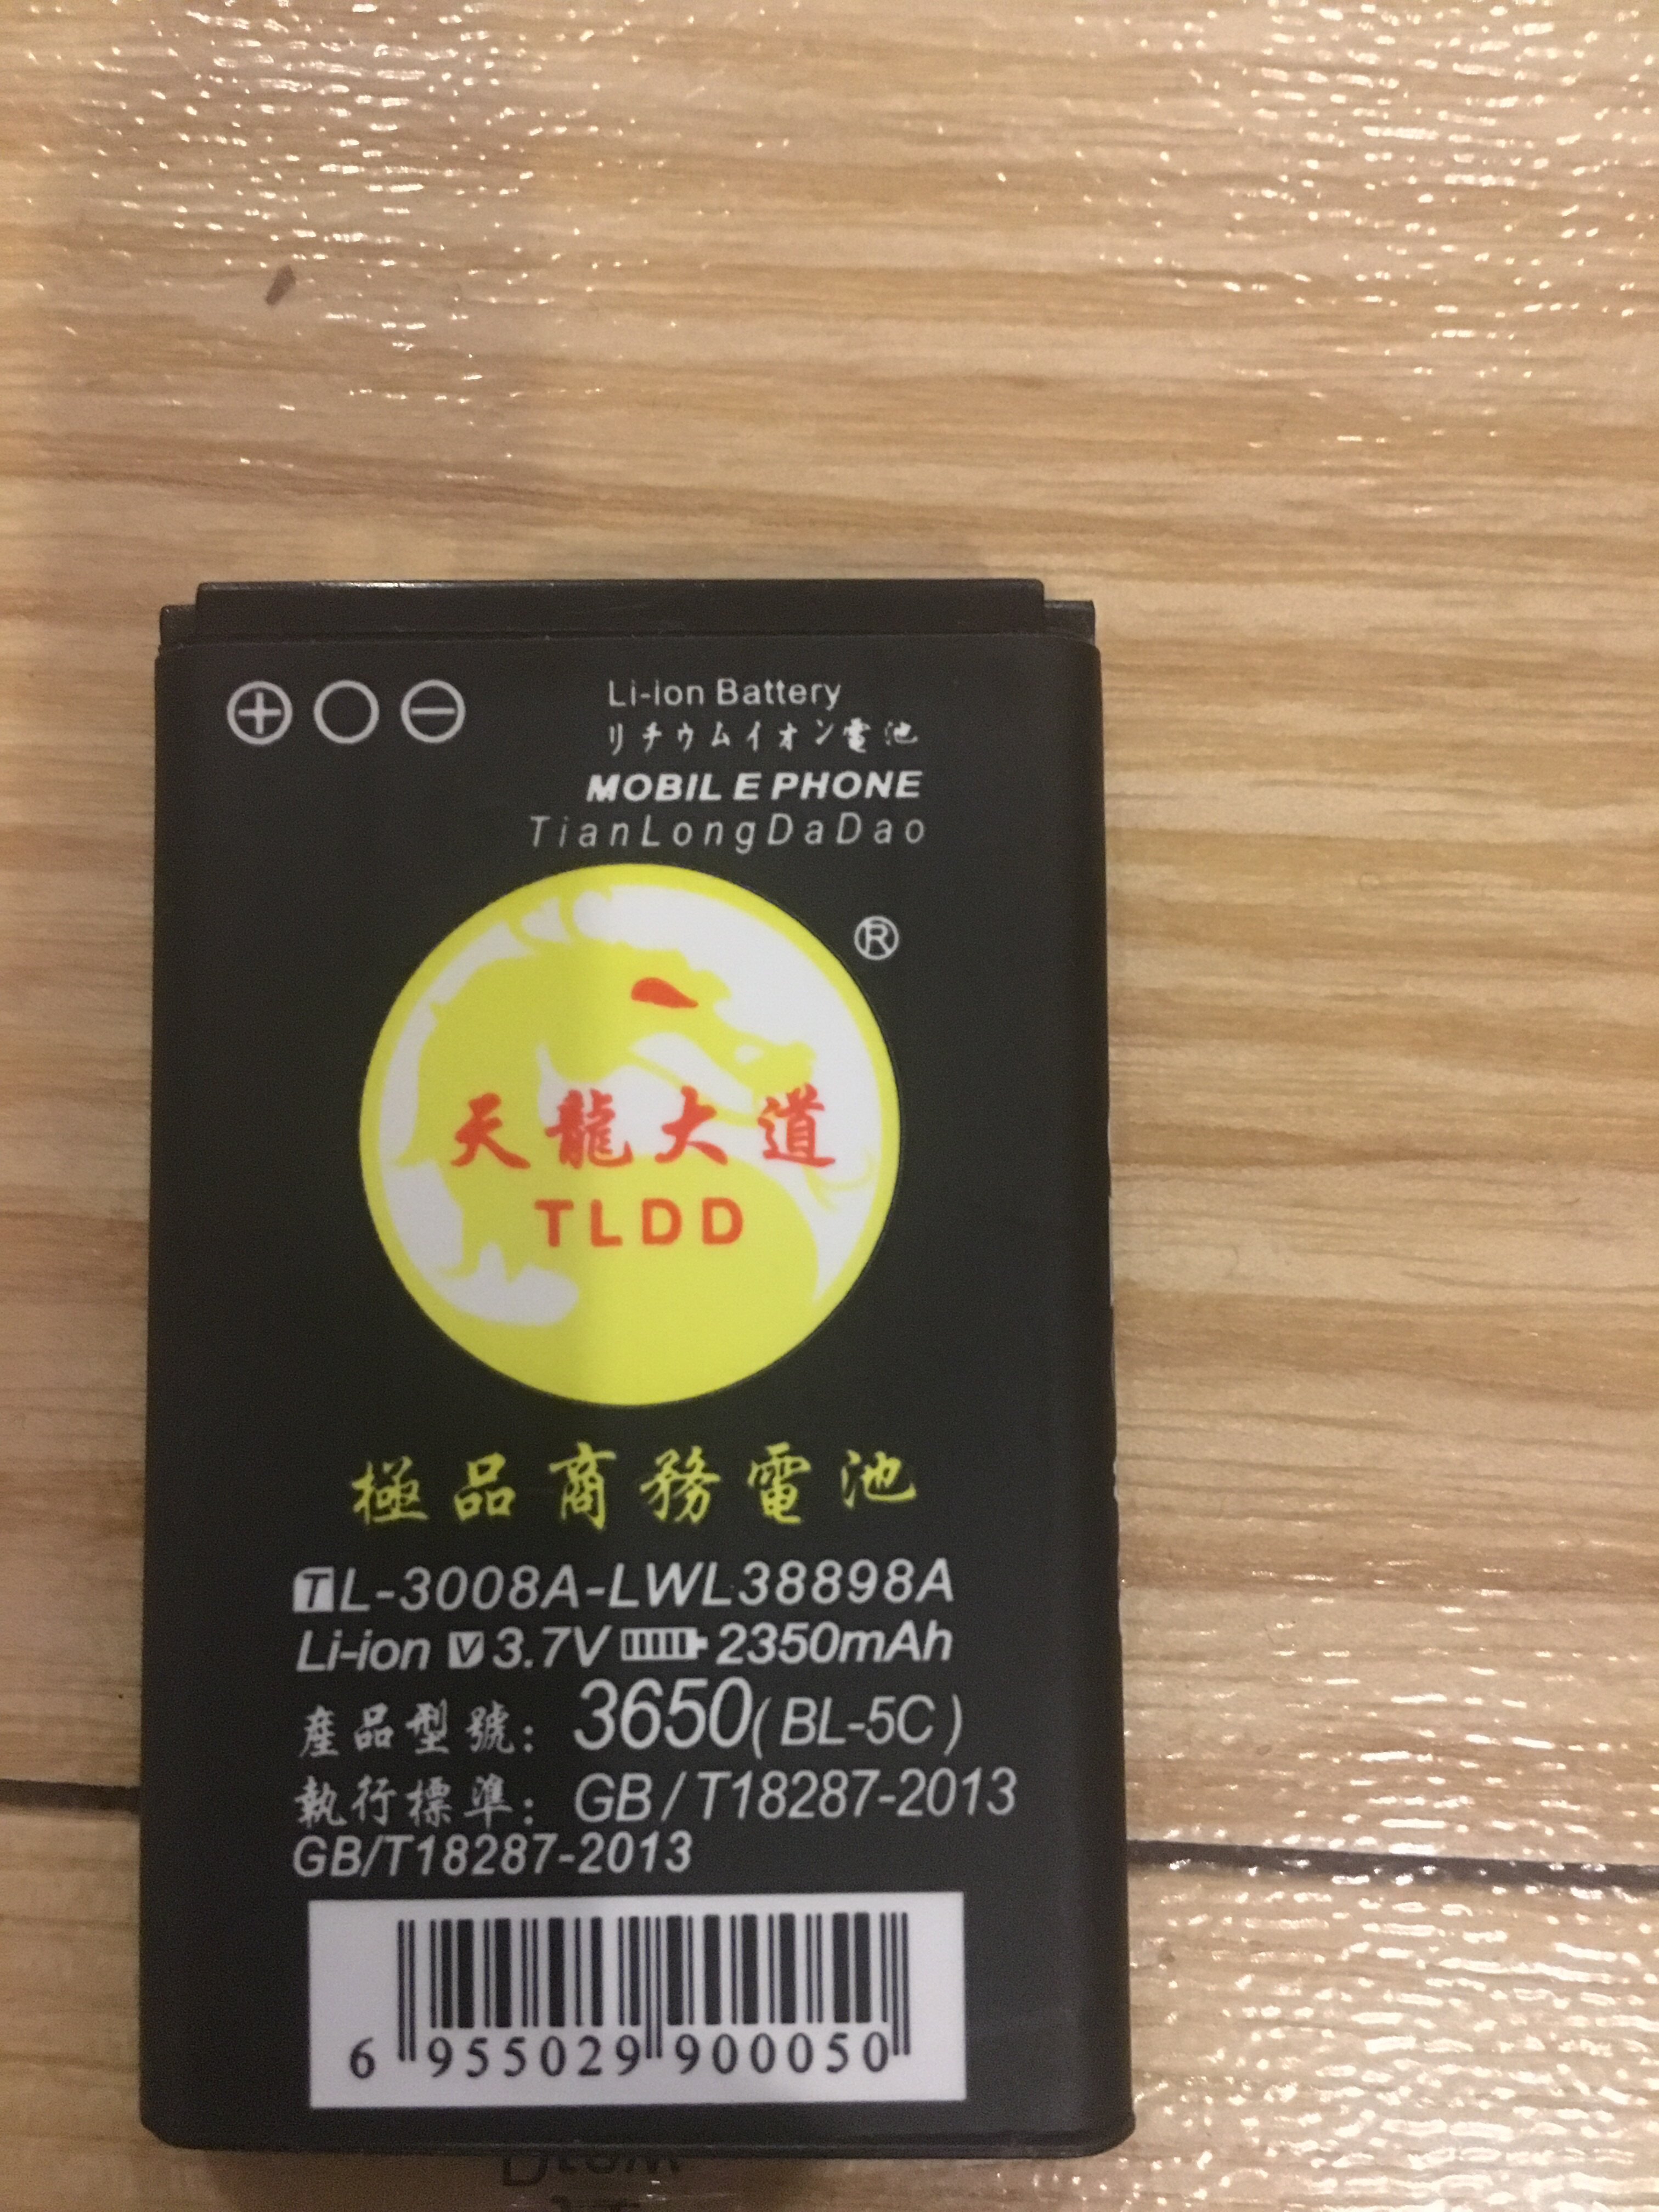 ⊕ ○ ⊖
Li-ion Battery
リチウムイオン電池
MOBILE PHONE
TianLongDaDao
®
天龍大道
TLDD
極品商務電池
TL-3008A-LWL38898A
Li-ion V 3.7V 2350mAh
産品型號: 3650(BL-5C)
執行標準: GB/T18287-2013
GB/T18287-2013
6 955029 900050